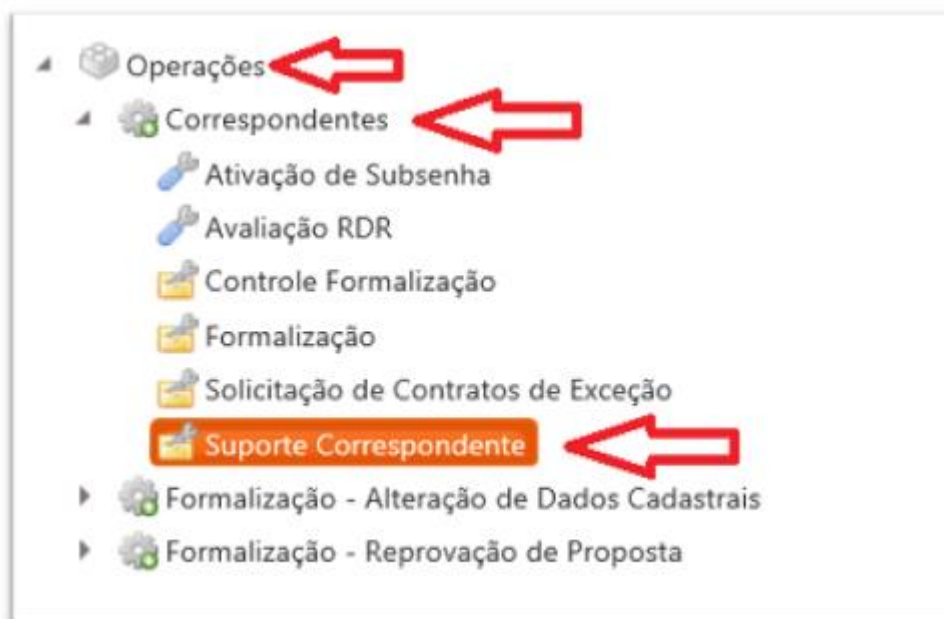 Operações
Correspondentes
Ativação de Subsenha
Avaliação RDR
Controle Formalização
Formalização
Solicitação de Contratos de Exceção
Suporte Correspondente
Formalização - Alteração de Dados Cadastrais
Formalização - Reprovação de Proposta